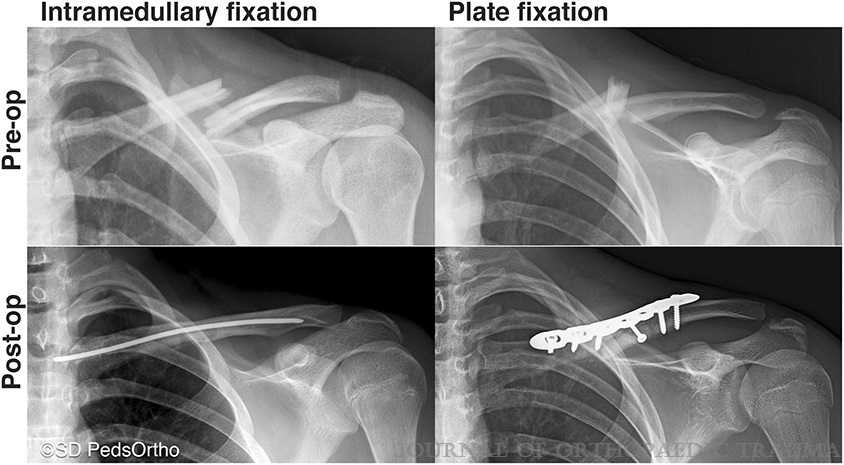 Intramedullary fixation
Plate fixation
Pre-op
Post-op
©SD PedsOrtho
JOURNAL OF ORTHOPAEDIC TRAUMA